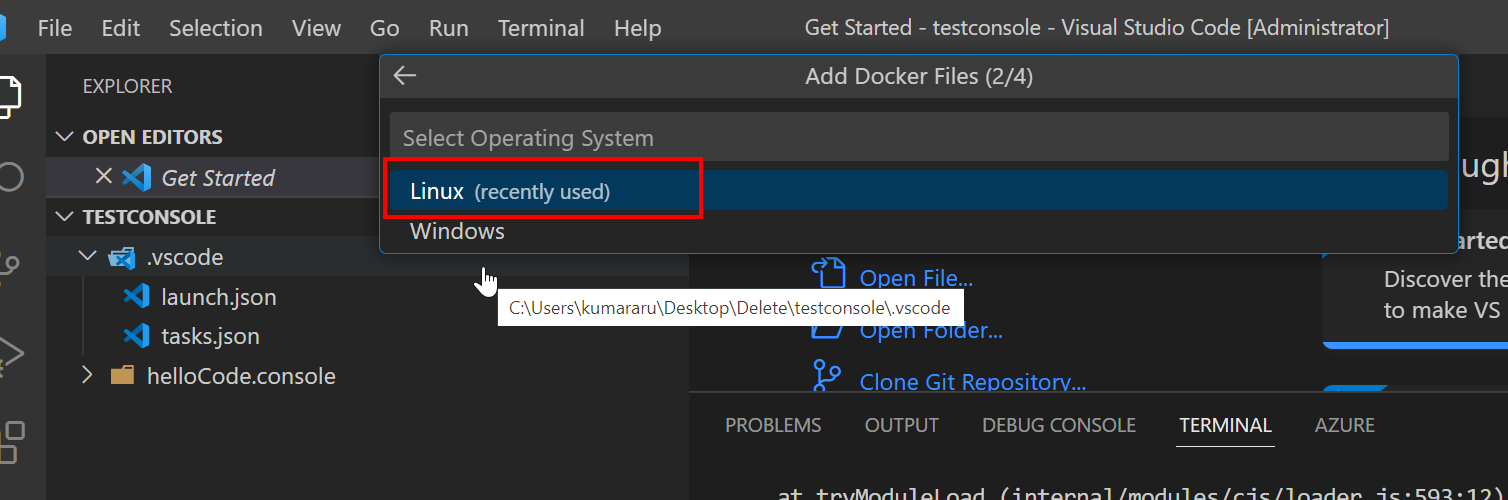 File Edit Selection View Go Run Terminal Help
Get Started - testconsole - Visual Studio Code [Administrator]
EXPLORER
OPEN EDITORS
Get Started
TESTCONSOLE
.vscode
launch.json
tasks.json
helloCode.console
Add Docker Files (2/4)
Select Operating System
Linux (recently used)
Windows
C:\Users\kumararu\Desktop\Delete\testconsole\.vscode
Open File...
Open Folder...
Clone Git Repository...
Discover the
to make VS
PROBLEMS OUTPUT DEBUG CONSOLE TERMINAL AZURE
at tryModuleLoad (internal/modules/cjs/loader.js:593:12)